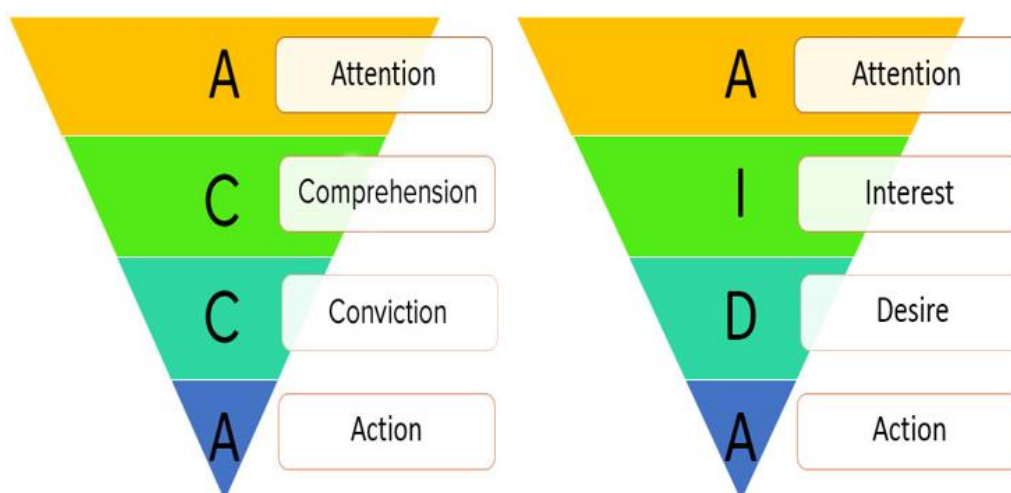 A Attention
C Comprehension
C Conviction
A Action
A Attention
I Interest
D Desire
A Action